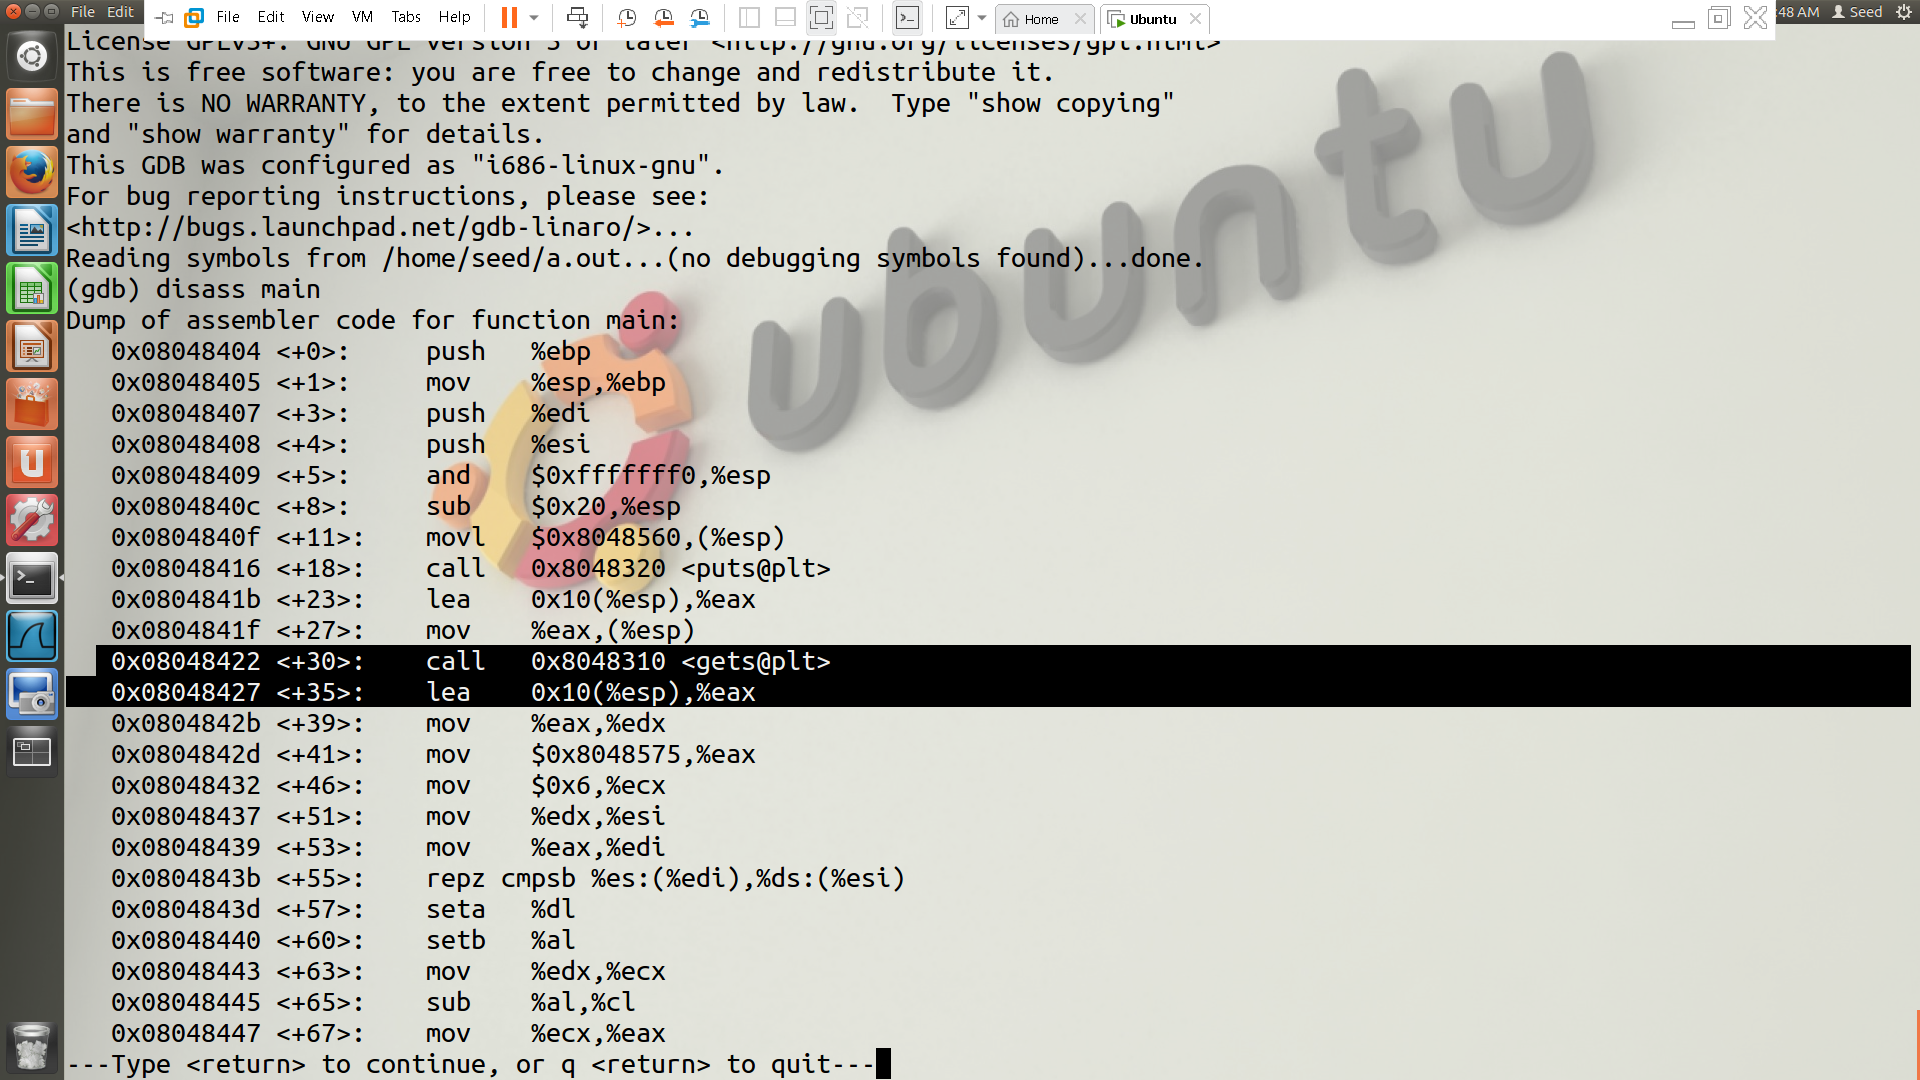 File Edit
File Edit View VM Tabs Help
Home
Ubuntu
:48 AM Seed
License GPLv3+: GNU GPL version 3 or later <http://gnu.org/licenses/gpl.html>
This is free software: you are free to change and redistribute it.
There is NO WARRANTY, to the extent permitted by law.  Type "show copying"
and "show warranty" for details.
This GDB was configured as "i686-linux-gnu".
For bug reporting instructions, please see:
<http://bugs.launchpad.net/gdb-linaro/>...
Reading symbols from /home/seed/a.out...(no debugging symbols found)...done.
(gdb) disass main
Dump of assembler code for function main:
0x08048404 <+0>: push %ebp
0x08048405 <+1>: mov %esp,%ebp
0x08048407 <+3>: push %edi
0x08048408 <+4>: push %esi
0x08048409 <+5>: and $0xfffffff0,%esp
0x0804840c <+8>: sub $0x20,%esp
0x0804840f <+11>: movl $0x8048560,(%esp)
0x08048416 <+18>: call 0x8048320 <puts@plt>
0x0804841b <+23>: lea 0x10(%esp),%eax
0x0804841f <+27>: mov %eax,(%esp)
0x08048422 <+30>: call 0x8048310 <gets@plt>
0x08048427 <+35>: lea 0x10(%esp),%eax
0x0804842b <+39>: mov %eax,%edx
0x0804842d <+41>: mov $0x8048575,%eax
0x08048432 <+46>: mov $0x6,%ecx
0x08048437 <+51>: mov %edx,%esi
0x08048439 <+53>: mov %eax,%edi
0x0804843b <+55>: repz cmpsb %es:(%edi),%ds:(%esi)
0x0804843d <+57>: seta %dl
0x08048440 <+60>: setb %al
0x08048443 <+63>: mov %edx,%ecx
0x08048445 <+65>: sub %al,%cl
0x08048447 <+67>: mov %ecx,%eax
---Type <return> to continue, or q <return> to quit---
ubuntu